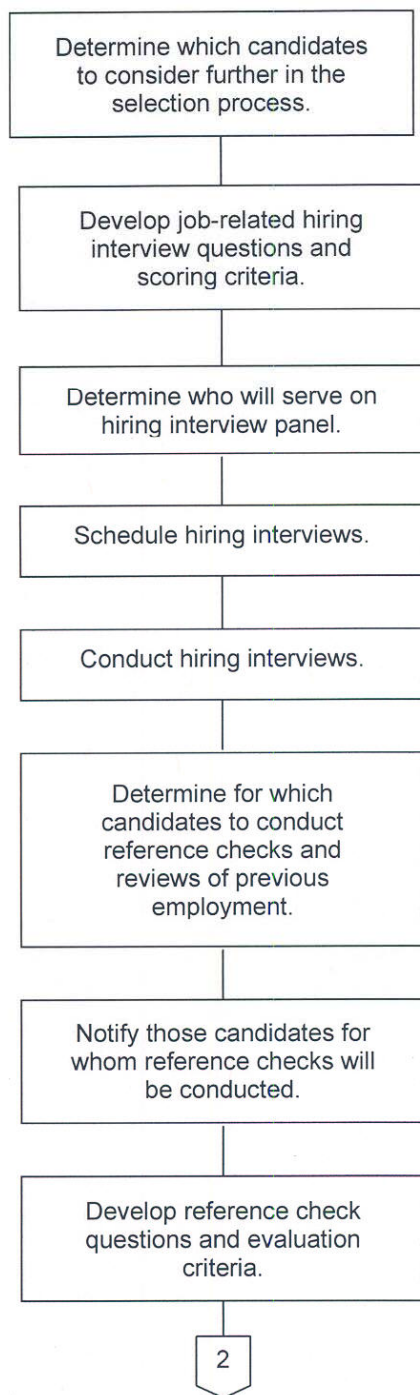 Determine which candidates
to consider further in the
selection process.
Develop job-related hiring
interview questions and
scoring criteria.
Determine who will serve on
hiring interview panel.
Schedule hiring interviews.
Conduct hiring interviews.
Determine for which
candidates to conduct
reference checks and
reviews of previous
employment.
Notify those candidates for
whom reference checks will
be conducted.
Develop reference check
questions and evaluation
criteria.
2